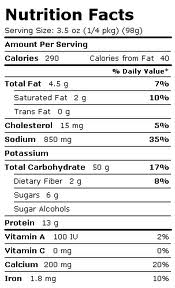 Nutrition Facts
Serving Size: 3.5 oz (1/4 pkg) (98g)
Amount Per Serving
Calories 290 Calories from Fat 40
% Daily Value*
Total Fat 4.5 g 7%
Saturated Fat 2 g 10%
Trans Fat 0 g
Cholesterol 15 mg 5%
Sodium 850 mg 35%
Potassium
Total Carbohydrate 50 g 17%
Dietary Fiber 2 g 8%
Sugars 6 g
Sugar Alcohols
Protein 13 g
Vitamin A 100 IU 2%
Vitamin C 0 mg 0%
Calcium 200 mg 20%
Iron 1.8 mg 10%